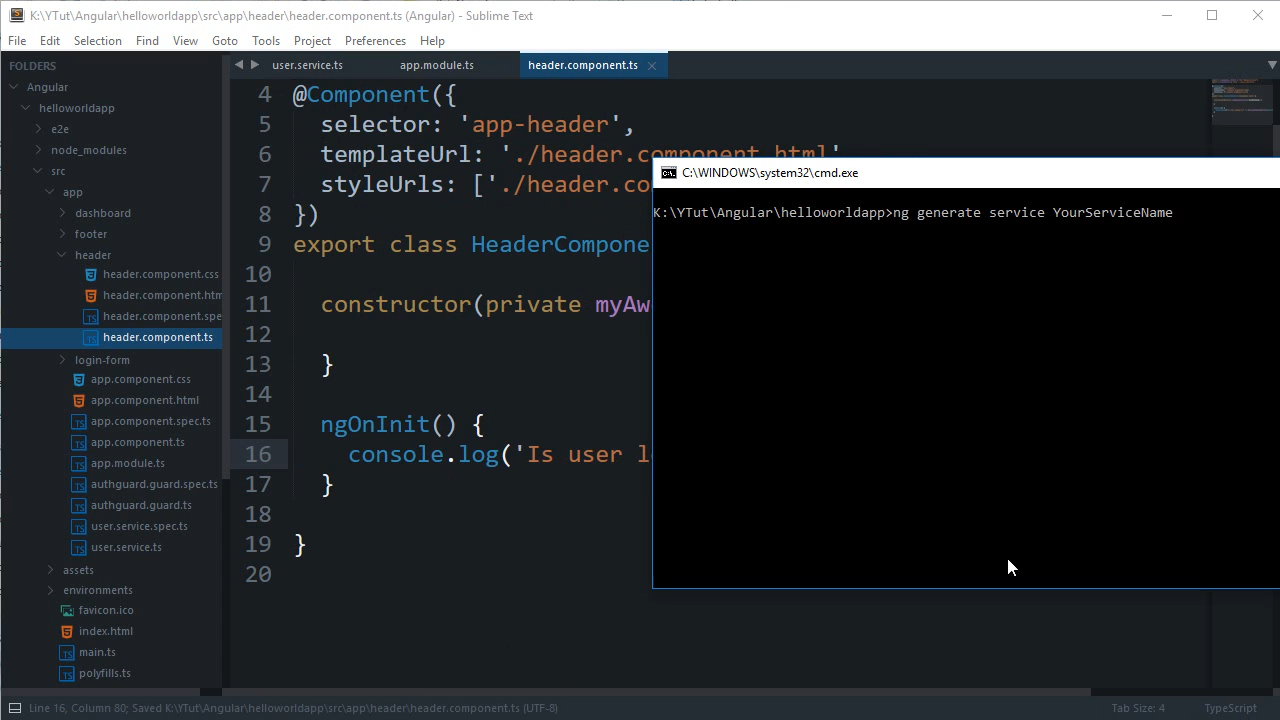 K:\YTut\Angular\helloworldapp\src\app\header\header.component.ts (Angular) - Sublime Text
File Edit Selection Find View Goto Tools Project Preferences Help
FOLDERS
Angular
helloworldapp
e2e
node_modules
src
app
dashboard
footer
header
header.component.css
header.component.htm
header.component.spe
header.component.ts
login-form
app.component.css
app.component.html
app.component.spec.ts
app.component.ts
app.module.ts
authguard.guard.spec.ts
authguard.guard.ts
user.service.spec.ts
user.service.ts
assets
environments
favicon.ico
index.html
main.ts
polyfills.ts
user.service.ts app.module.ts header.component.ts
4 @Component({
5 selector: 'app-header',
6 templateUrl: './header.component.html',
7 styleUrls: ['./header.co
8 })
9 export class HeaderCompone
10
11 constructor(private myAw
12
13 }
14
15 ngOnInit() {
16 console.log('Is user l
17 }
18
19 }
20
C:\WINDOWS\system32\cmd.exe
K:\YTut\Angular\helloworldapp>ng generate service YourServiceName
Line 16, Column 80; Saved K:\YTut\Angular\helloworldapp\src\app\header\header.component.ts (UTF-8) Tab Size: 4 TypeScript